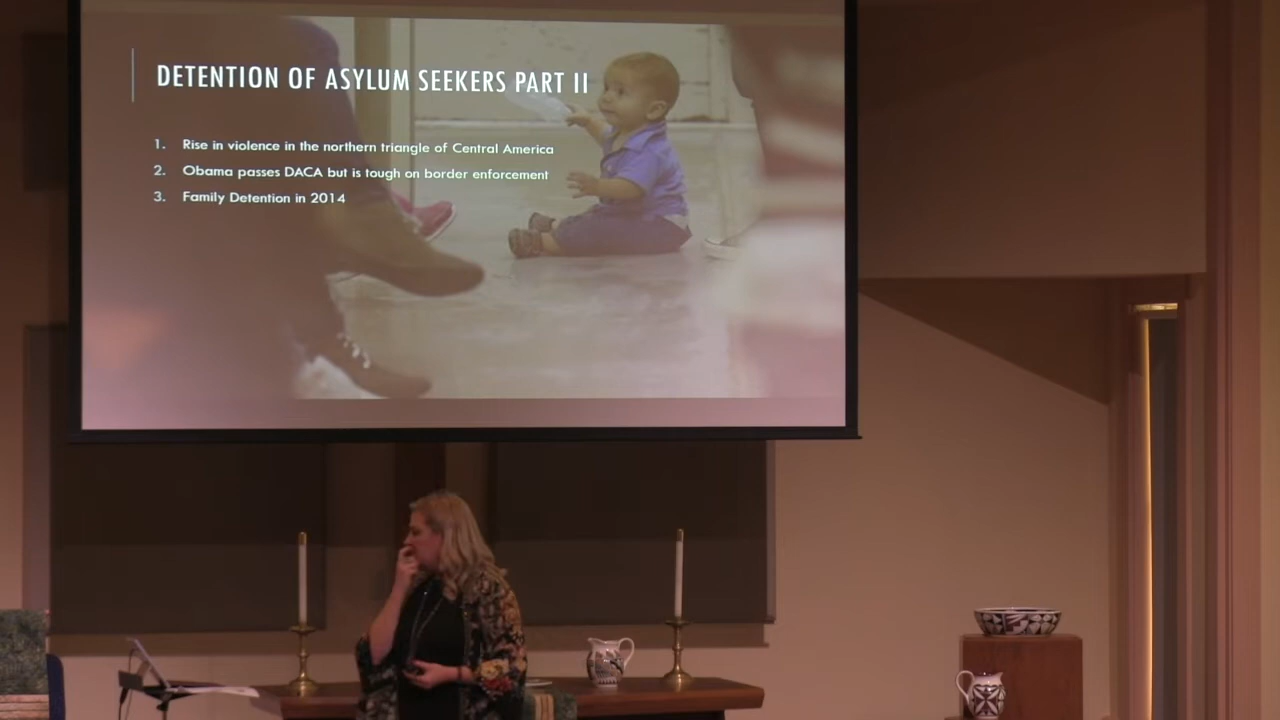 DETENTION OF ASYLUM SEEKERS PART II
1. Rise in violence in the northern triangle of Central America
2. Obama passes DACA but is tough on border enforcement
3. Family Detention in 2014